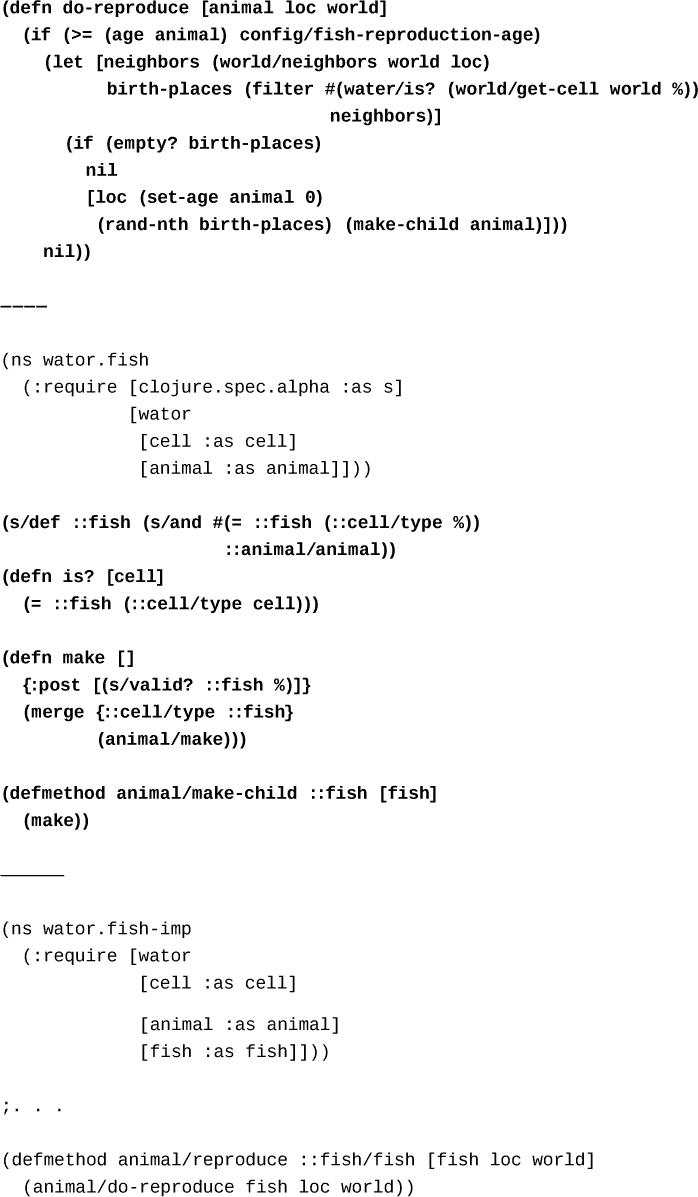 (defn do-reproduce [animal loc world]
  (if (>= (age animal) config/fish-reproduction-age)
    (let [neighbors (world/neighbors world loc)
          birth-places (filter #(water/is? (world/get-cell world %))
                               neighbors)]
      (if (empty? birth-places)
        nil
        [loc (set-age animal 0)
         (rand-nth birth-places) (make-child animal)]))
    nil))

————

(ns wator.fish
  (:require [clojure.spec.alpha :as s]
            [wator
             [cell :as cell]
             [animal :as animal]]))

(s/def ::fish (s/and #(= ::fish (::cell/type %))
                     ::animal/animal))
(defn is? [cell]
  (= ::fish (::cell/type cell)))

(defn make []
  {:post [(s/valid? ::fish %)]}
  (merge {::cell/type ::fish}
         (animal/make)))

(defmethod animal/make-child ::fish [fish]
  (make))

——————

(ns wator.fish-imp
  (:require [wator
             [cell :as cell]
             [animal :as animal]
             [fish :as fish]]))

;. . .

(defmethod animal/reproduce ::fish/fish [fish loc world]
  (animal/do-reproduce fish loc world))